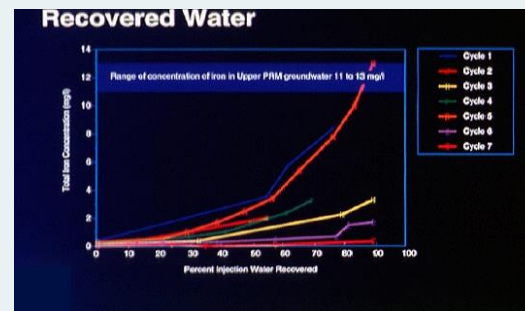 Recovered Water
14
12
10
8
6
4
2
0
Total Iron Concentration (mg/l)
Range of concentration of iron in Upper PRM groundwater 11 to 13 mg/l
0 10 20 30 40 50 60 70 80 90 100
Percent Injection Water Recovered
Cycle 1
Cycle 2
Cycle 3
Cycle 4
Cycle 5
Cycle 6
Cycle 7